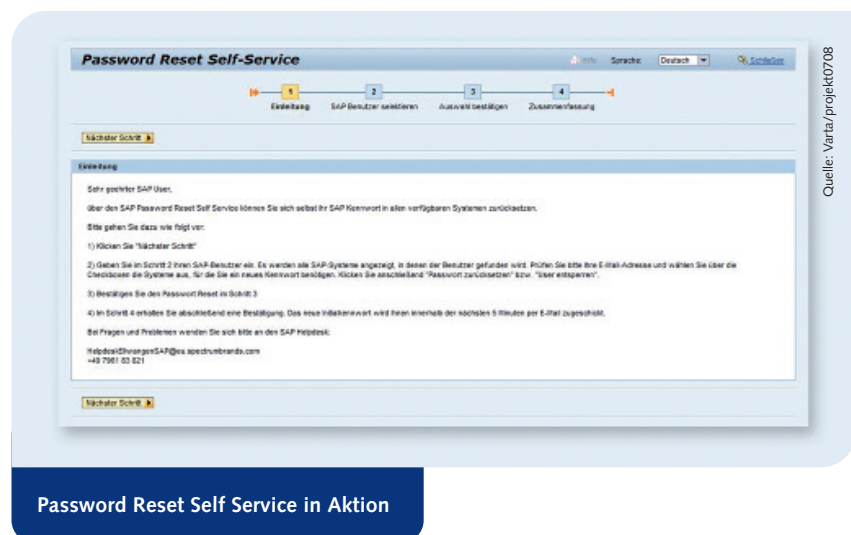 Password Reset Self-Service
Hilfe Sprache: Deutsch Schließen
1 2 3 4
Einleitung SAP Benutzer selektieren Auswahl bestätigen Zusammenfassung
Nächster Schritt
Einleitung
Sehr geehrter SAP User,
über den SAP Password Reset Self Service können Sie sich selbst Ihr SAP Kennwort in allen verfügbaren Systemen zurücksetzen.
Bitte gehen Sie dazu wie folgt vor:
1) Klicken Sie "Nächster Schritt"
2) Geben Sie im Schritt 2 Ihren SAP-Benutzer ein. Es werden alle SAP-Systeme angezeigt, in denen der Benutzer gefunden wird. Prüfen Sie bitte Ihre E-Mail-Adresse und wählen Sie über die
Checkboxen die Systeme aus, für die Sie ein neues Kennwort benötigen. Klicken Sie anschließend "Passwort zurücksetzen" bzw. "User entsperren".
3) Bestätigen Sie den Passwort Reset im Schritt 3
4) Im Schritt 4 erhalten Sie abschließend eine Bestätigung. Das neue Initialkennwort wird Ihnen innerhalb der nächsten 5 Minuten per E-Mail zugeschickt.
Bei Fragen und Problemen wenden Sie sich bitte an den SAP Helpdesk:
HelpdeskEllwangenSAP@eu.spectrumbrands.com
+49 7961 83 821
Nächster Schritt
Quelle: Varta/projekt0708
Password Reset Self Service in Aktion